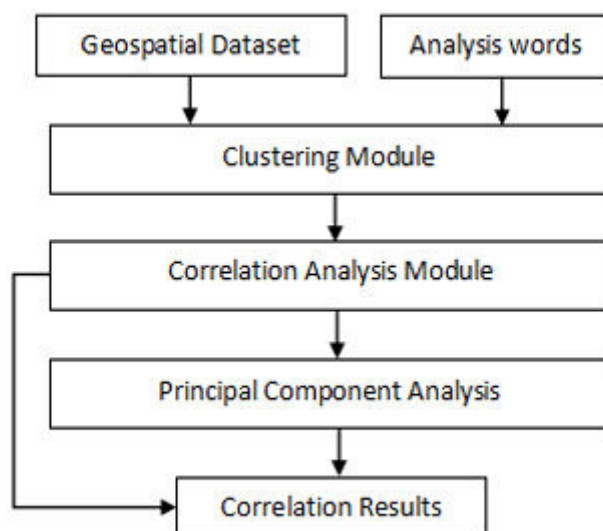 Geospatial Dataset
Analysis words
Clustering Module
Correlation Analysis Module
Principal Component Analysis
Correlation Results